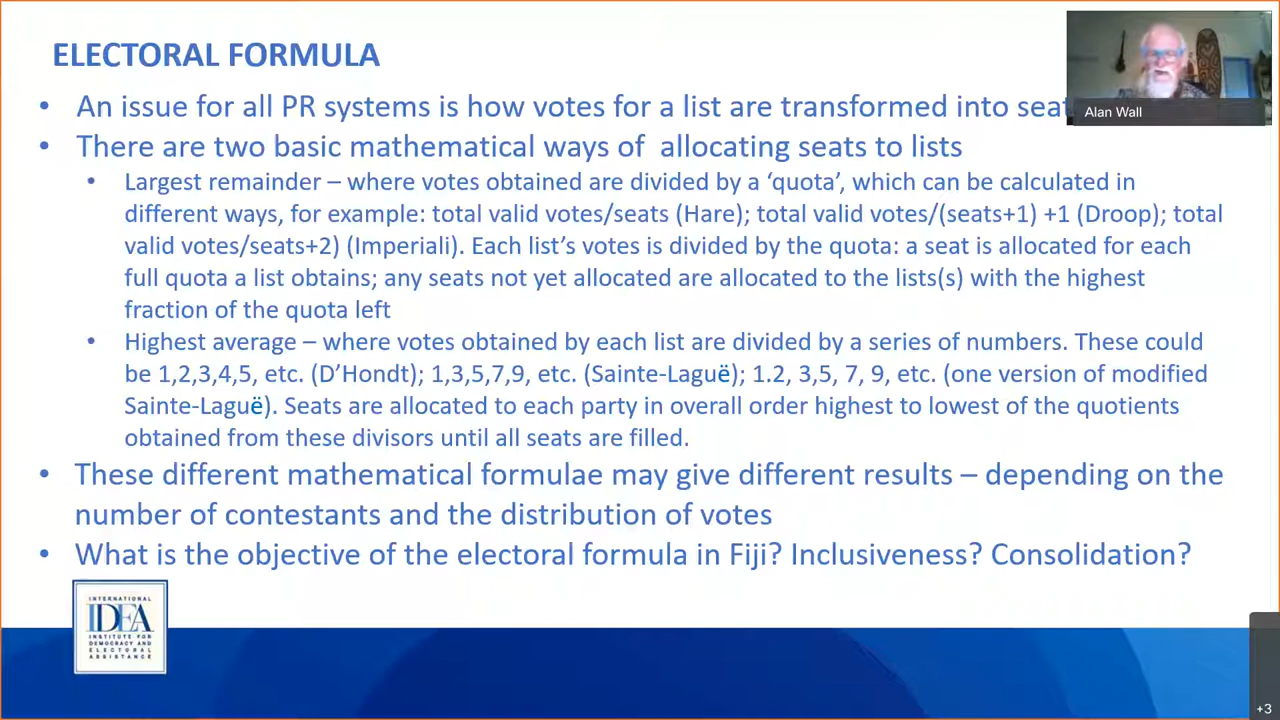 ELECTORAL FORMULA
• An issue for all PR systems is how votes for a list are transformed into seat
Alan Wall
• There are two basic mathematical ways of allocating seats to lists
• Largest remainder – where votes obtained are divided by a ‘quota’, which can be calculated in
different ways, for example: total valid votes/seats (Hare); total valid votes/(seats+1) +1 (Droop); total
valid votes/seats+2) (Imperiali). Each list’s votes is divided by the quota: a seat is allocated for each
full quota a list obtains; any seats not yet allocated are allocated to the lists(s) with the highest
fraction of the quota left
• Highest average – where votes obtained by each list are divided by a series of numbers. These could
be 1,2,3,4,5, etc. (D’Hondt); 1,3,5,7,9, etc. (Sainte-Laguë); 1.2, 3,5, 7, 9, etc. (one version of modified
Sainte-Laguë). Seats are allocated to each party in overall order highest to lowest of the quotients
obtained from these divisors until all seats are filled.
• These different mathematical formulae may give different results – depending on the
number of contestants and the distribution of votes
• What is the objective of the electoral formula in Fiji? Inclusiveness? Consolidation?
INTERNATIONAL
IDEA
INSTITUTE FOR
DEMOCRACY AND
ELECTORAL
ASSISTANCE
+3